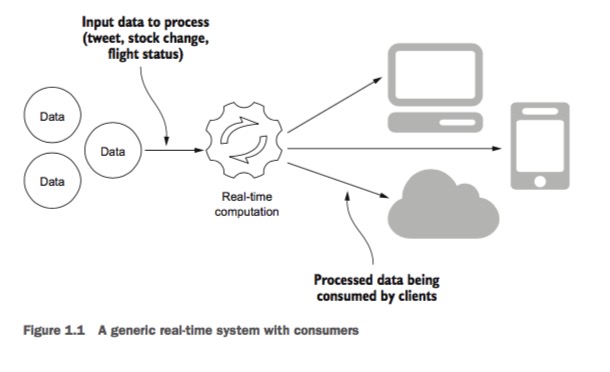 Input data to process
(tweet, stock change,
flight status)
Data
Data
Data
Real-time
computation
Processed data being
consumed by clients
Figure 1.1 A generic real-time system with consumers